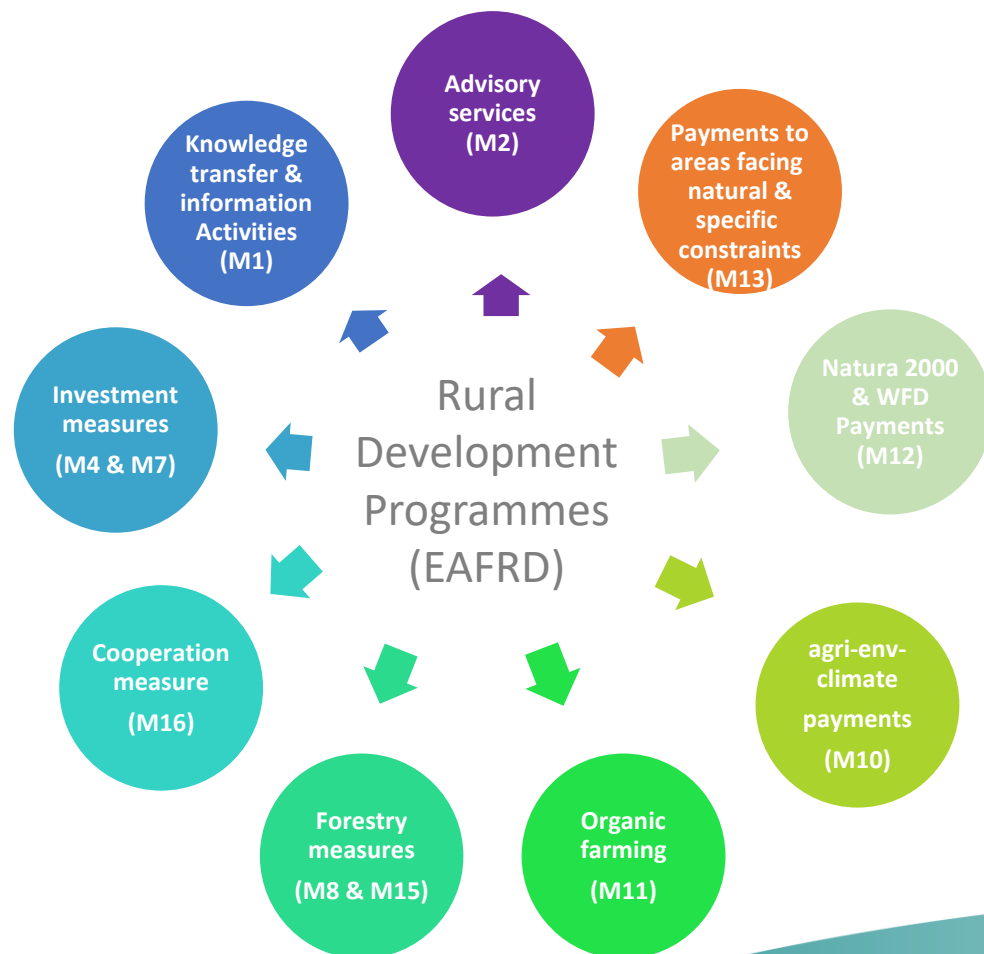 Advisory
services
(M2)
Payments to
areas facing
natural &
specific
constraints
(M13)
Natura 2000
& WFD
Payments
(M12)
agri-env-
climate
payments
(M10)
Organic
farming
(M11)
Forestry
measures
(M8 & M15)
Cooperation
measure
(M16)
Investment
measures
(M4 & M7)
Knowledge
transfer &
information
Activities
(M1)
Rural
Development
Programmes
(EAFRD)